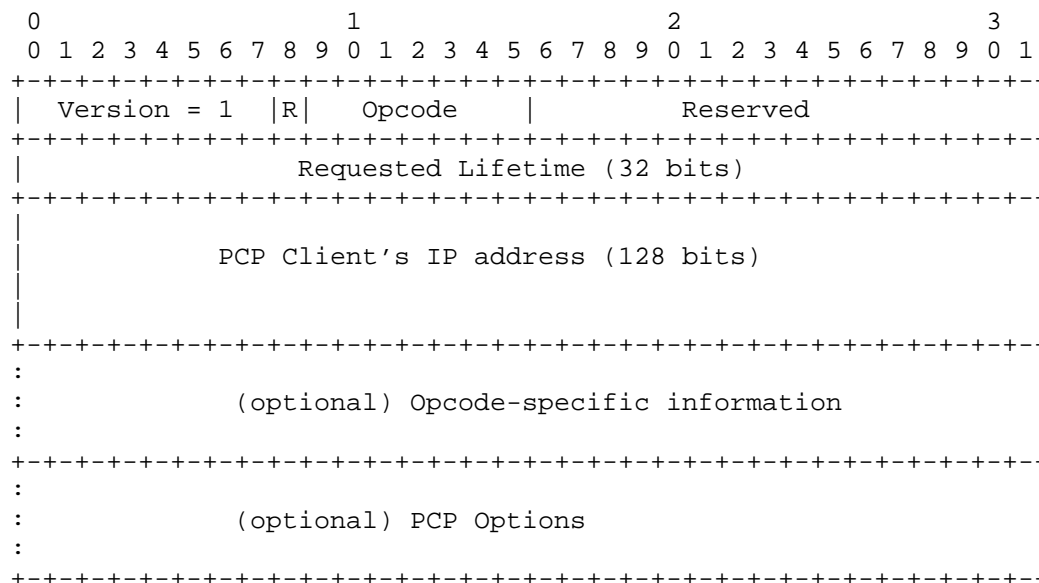 0                   1                   2                   3
0 1 2 3 4 5 6 7 8 9 0 1 2 3 4 5 6 7 8 9 0 1 2 3 4 5 6 7 8 9 0 1
+-+-+-+-+-+-+-+-+-+-+-+-+-+-+-+-+-+-+-+-+-+-+-+-+-+-+-+-+-+-+-+-+-
|  Version = 1  |R|   Opcode    |         Reserved
+-+-+-+-+-+-+-+-+-+-+-+-+-+-+-+-+-+-+-+-+-+-+-+-+-+-+-+-+-+-+-+-+-
|                 Requested Lifetime (32 bits)
+-+-+-+-+-+-+-+-+-+-+-+-+-+-+-+-+-+-+-+-+-+-+-+-+-+-+-+-+-+-+-+-+-
|
|            PCP Client’s IP address (128 bits)
|
|
+-+-+-+-+-+-+-+-+-+-+-+-+-+-+-+-+-+-+-+-+-+-+-+-+-+-+-+-+-+-+-+-+-
:
:             (optional) Opcode-specific information
:
+-+-+-+-+-+-+-+-+-+-+-+-+-+-+-+-+-+-+-+-+-+-+-+-+-+-+-+-+-+-+-+-+-
:
:             (optional) PCP Options
:
+-+-+-+-+-+-+-+-+-+-+-+-+-+-+-+-+-+-+-+-+-+-+-+-+-+-+-+-+-+-+-+-+-